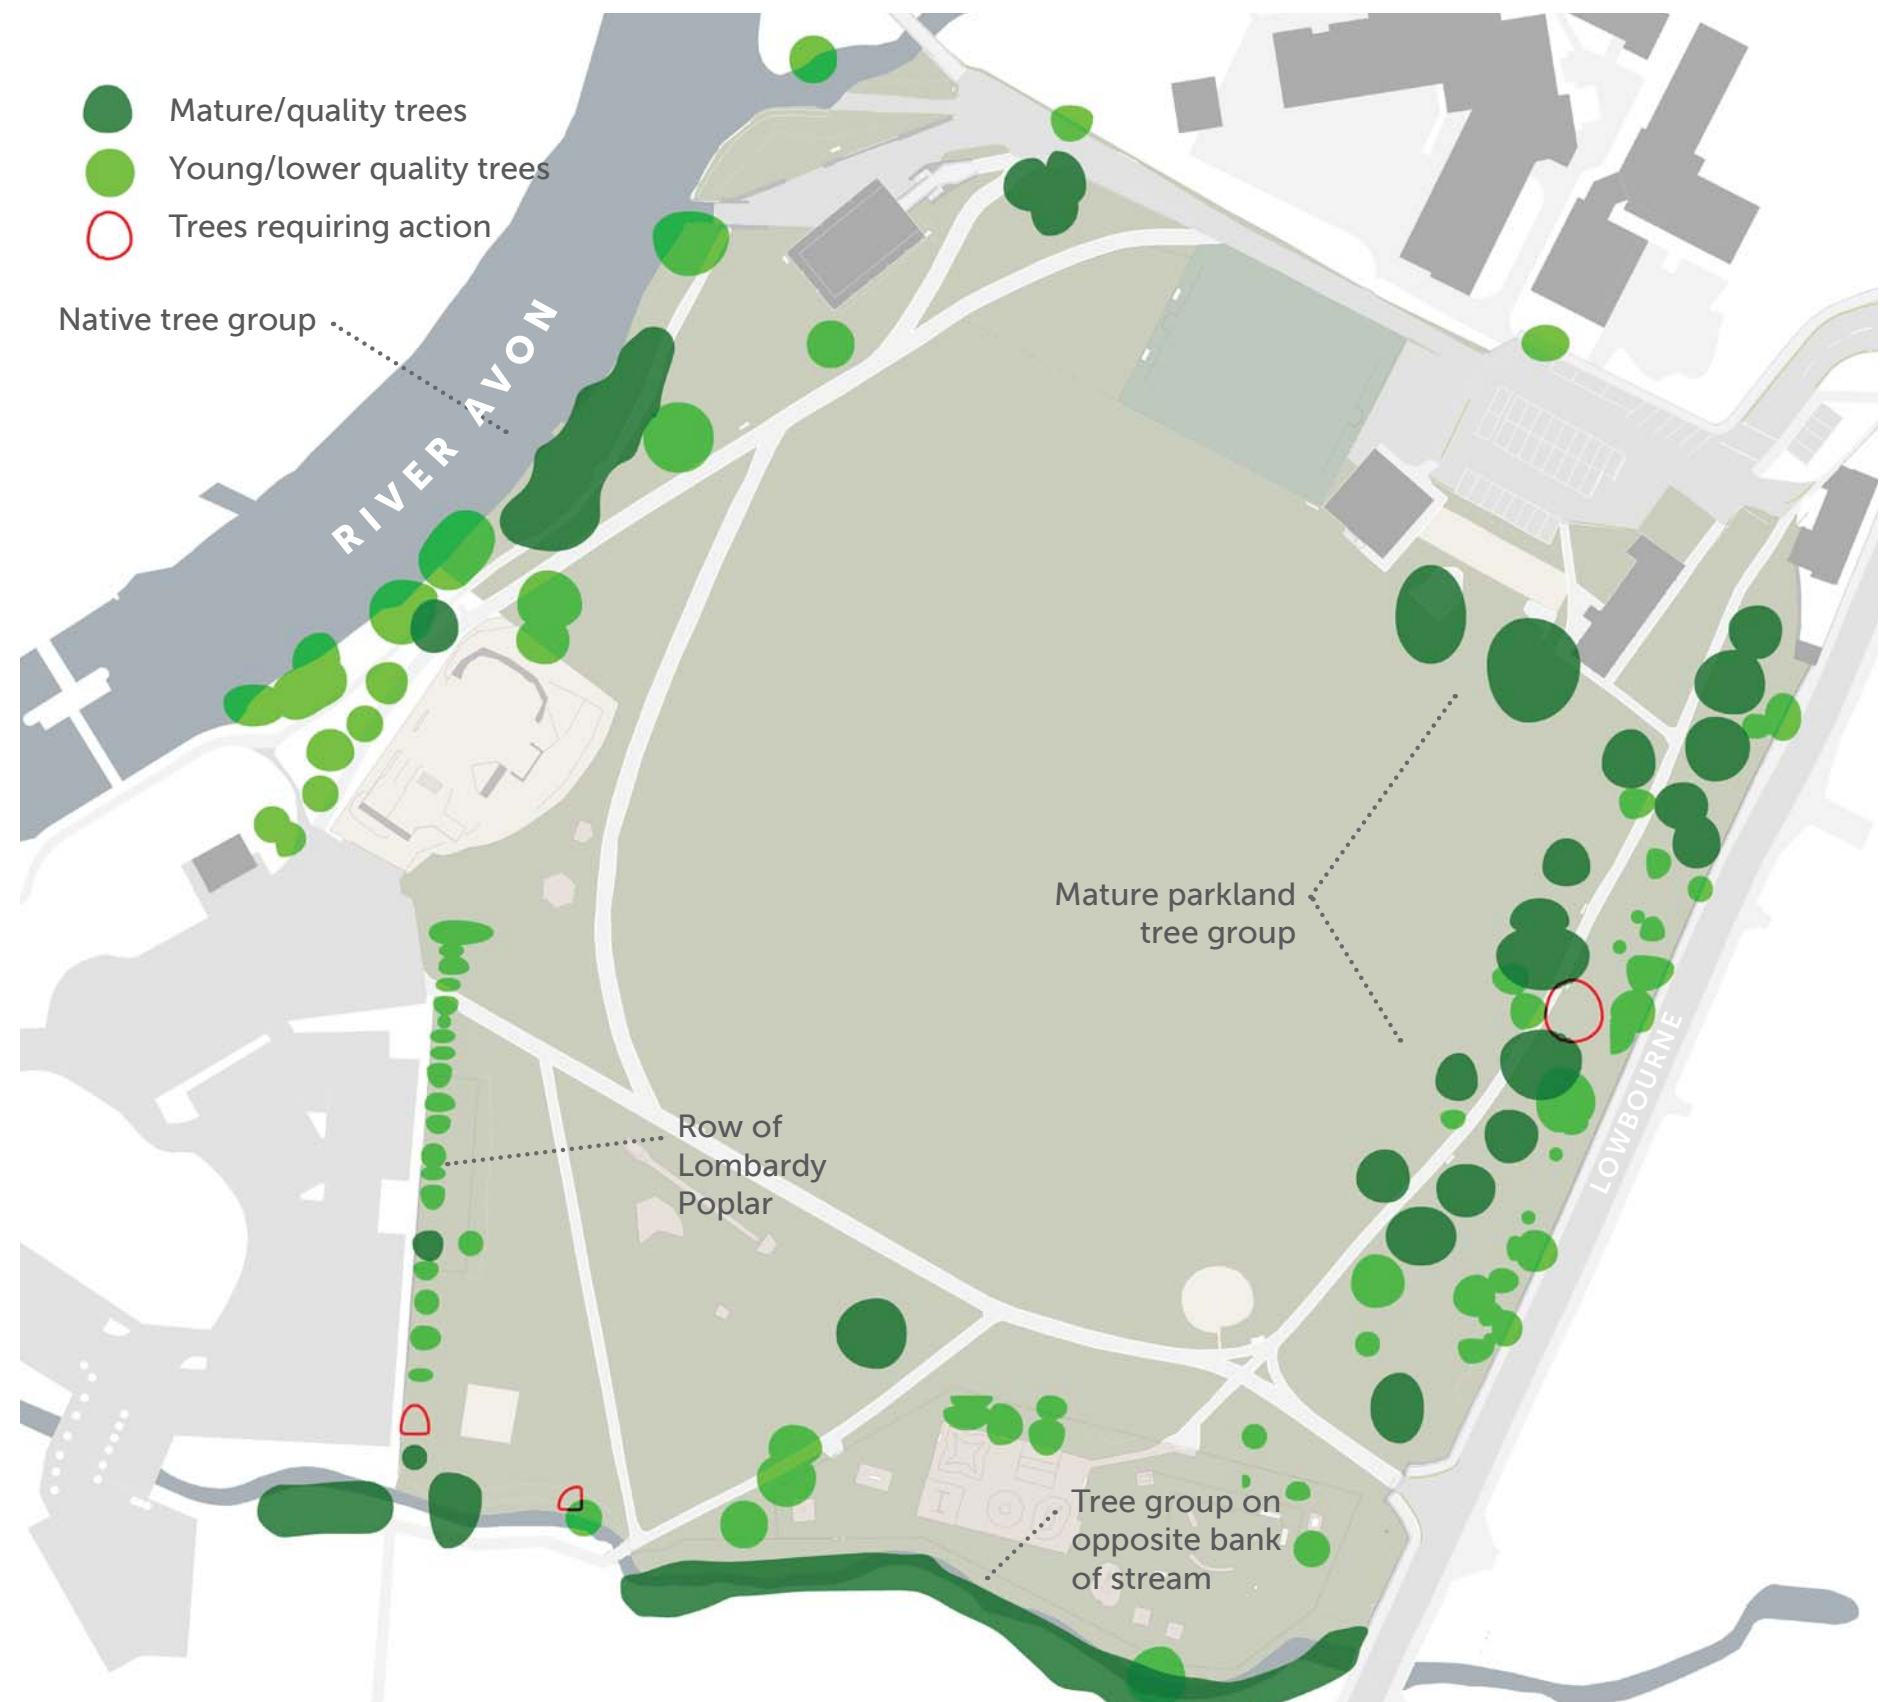 Mature/quality trees
Young/lower quality trees
Trees requiring action
Native tree group
RIVER AVON
Mature parkland
tree group
LOWBOURNE
Row of
Lombardy
Poplar
Tree group on
opposite bank
of stream